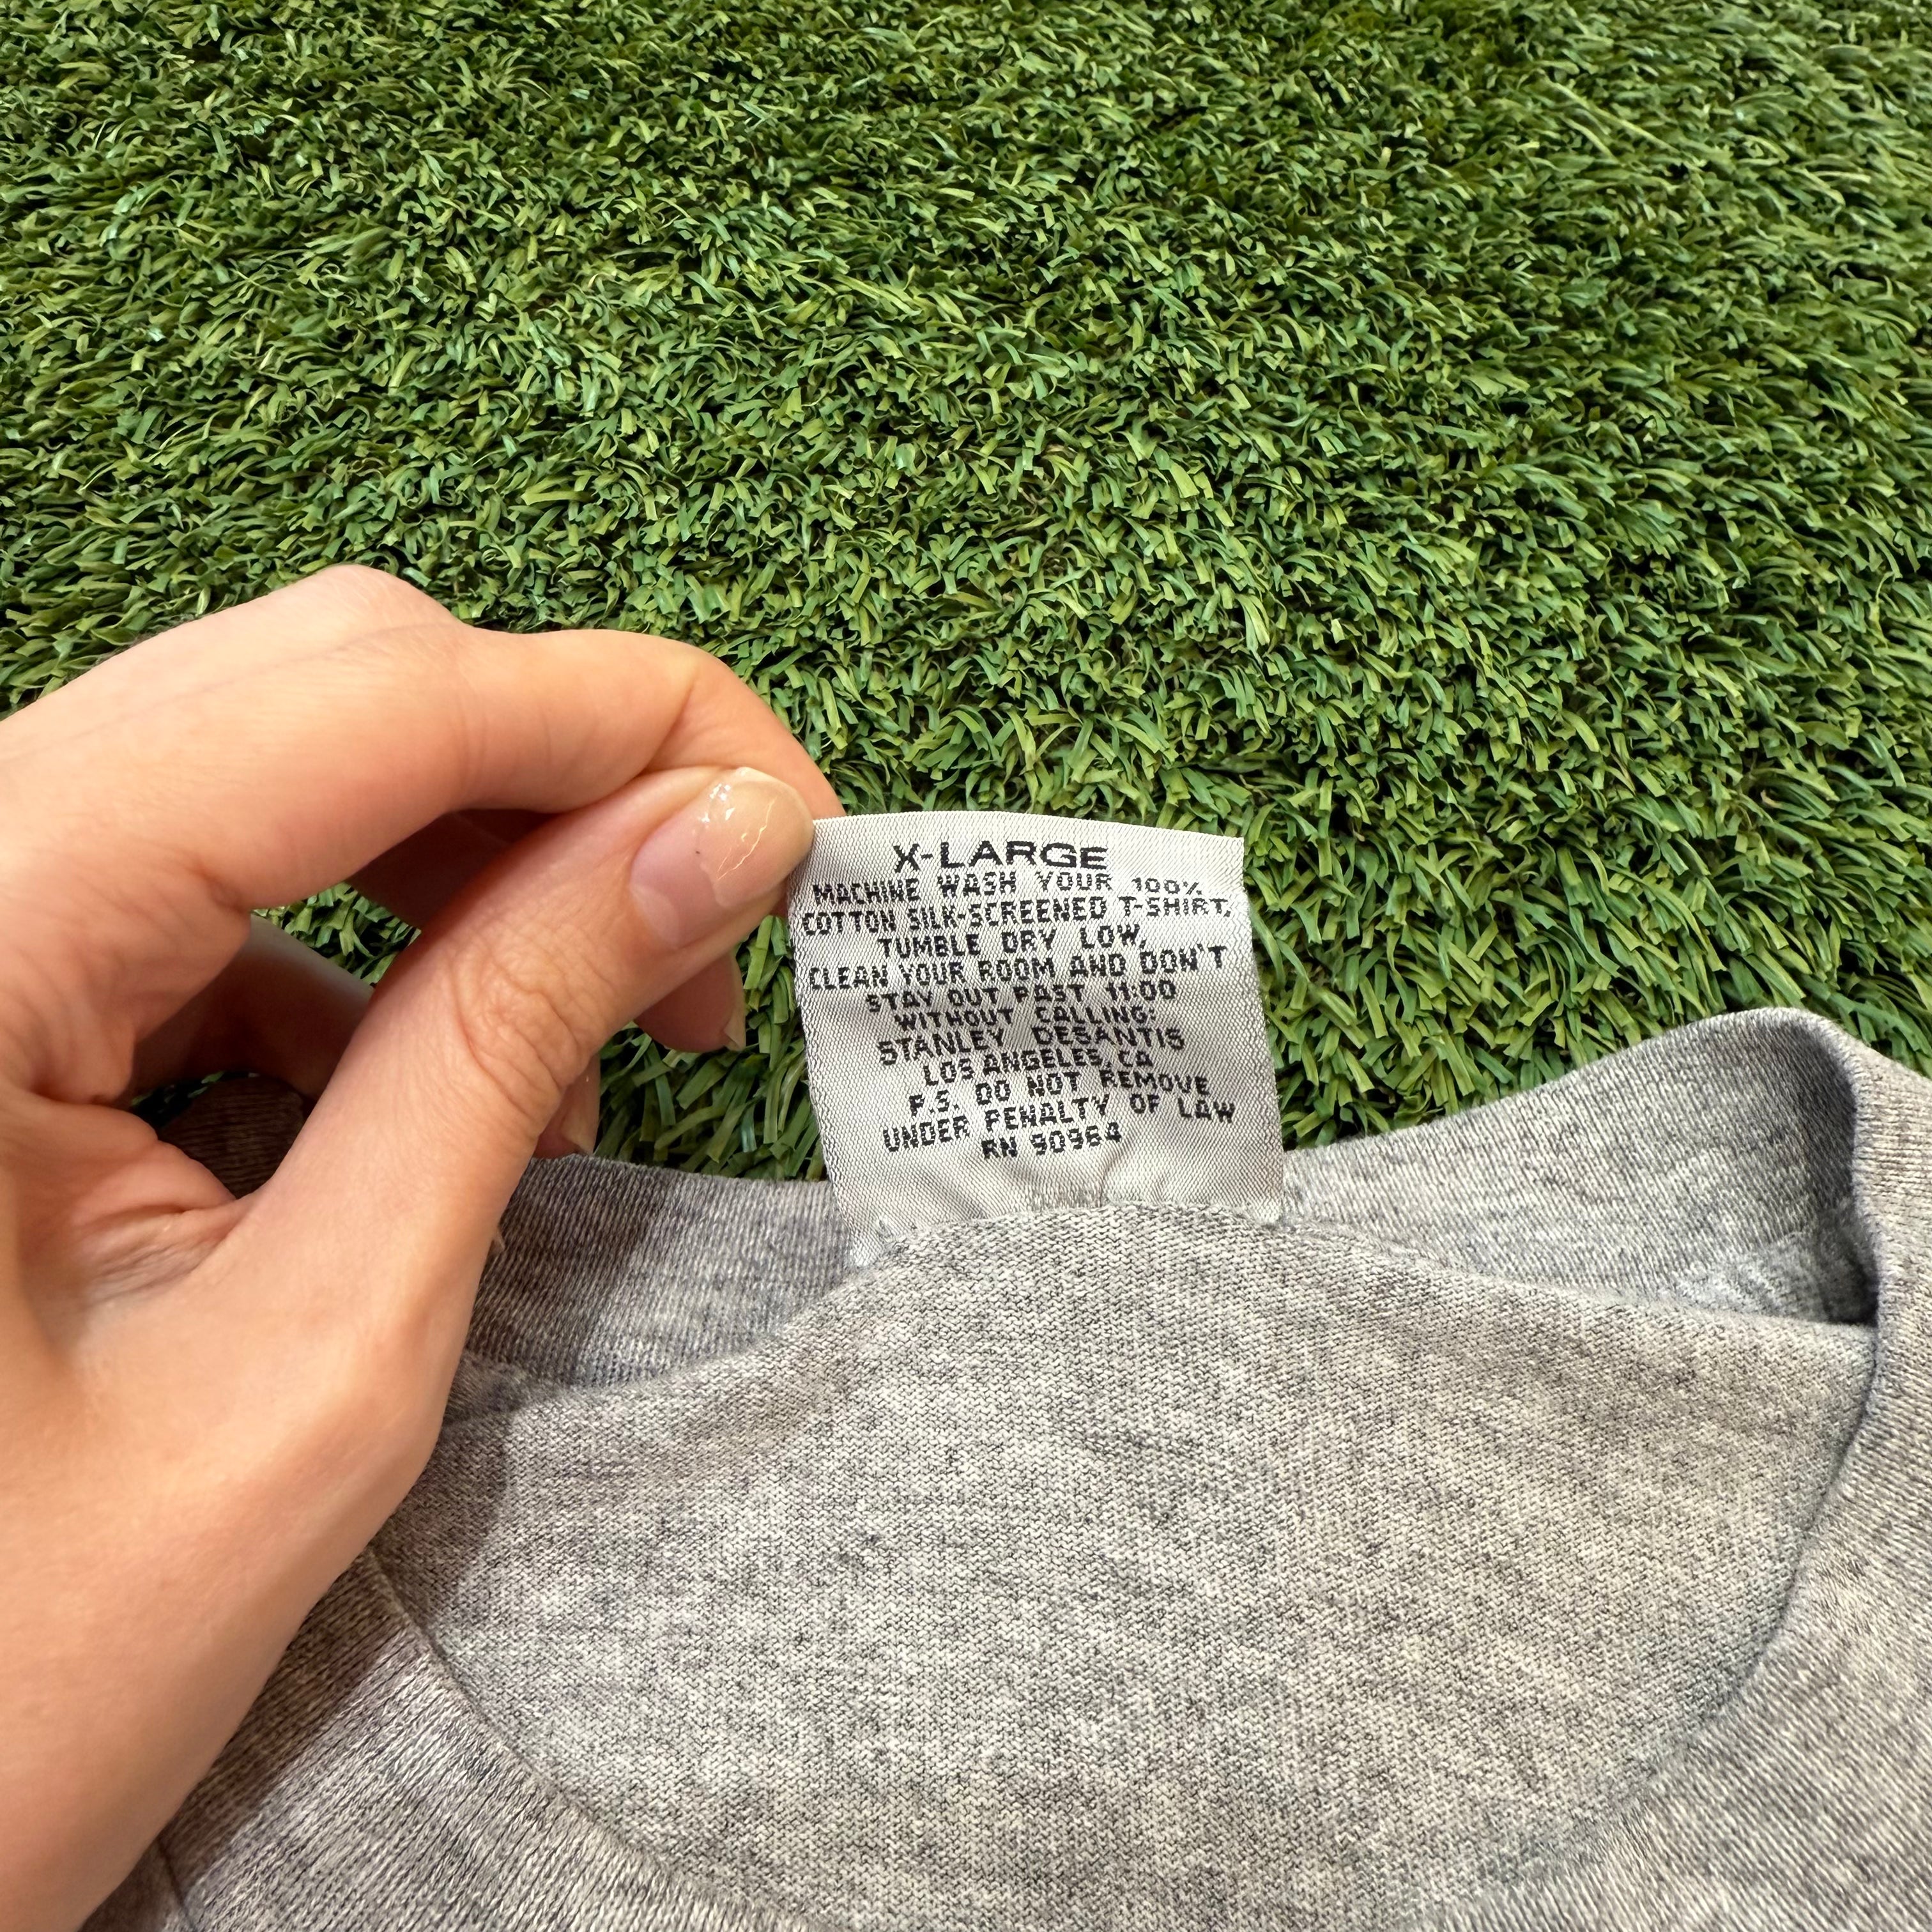 X-LARGE
MACHINE WASH YOUR 100%
COTTON SILK-SCREENED T-SHIRT,
TUMBLE DRY LOW,
CLEAN YOUR ROOM AND DON'T
STAY OUT PAST 11:00
WITHOUT CALLING:
STANLEY DESANTIS
LOS ANGELES, CA
P.S. DO NOT REMOVE
UNDER PENALTY OF LAW
RN 90964